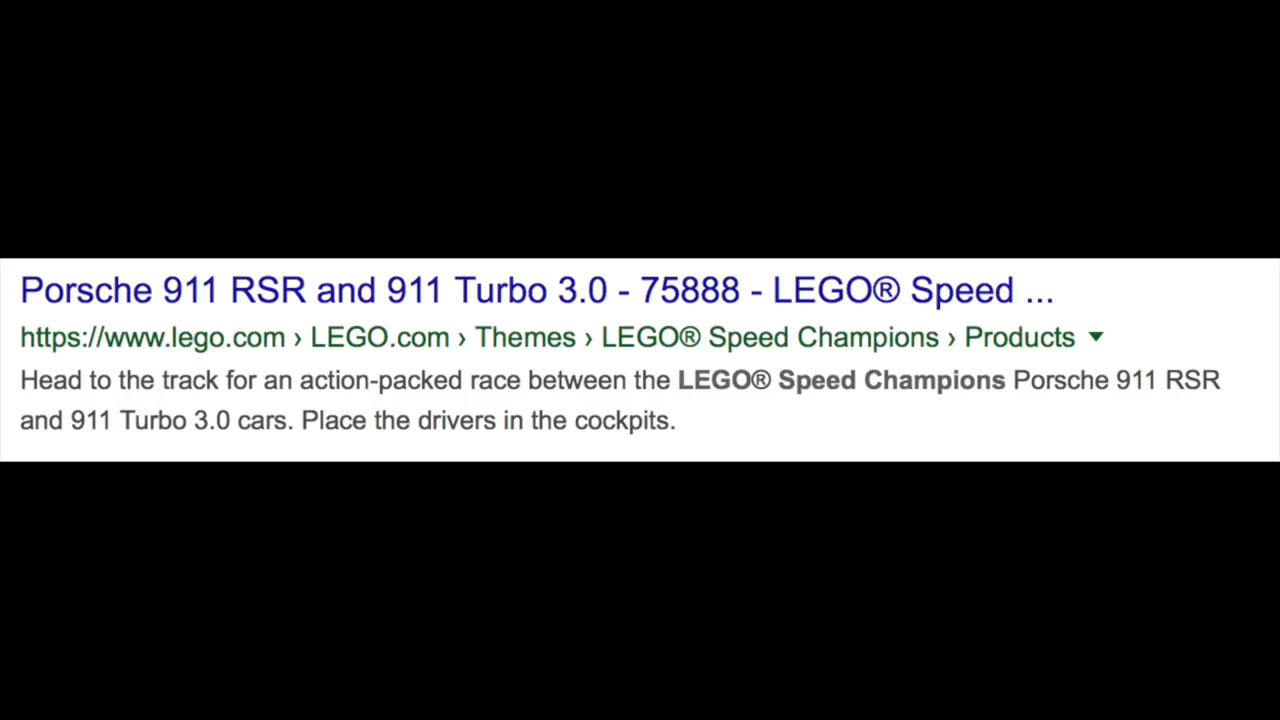 Porsche 911 RSR and 911 Turbo 3.0 - 75888 - LEGO® Speed ...
https://www.lego.com › LEGO.com › Themes › LEGO® Speed Champions › Products
Head to the track for an action-packed race between the LEGO® Speed Champions Porsche 911 RSR
and 911 Turbo 3.0 cars. Place the drivers in the cockpits.